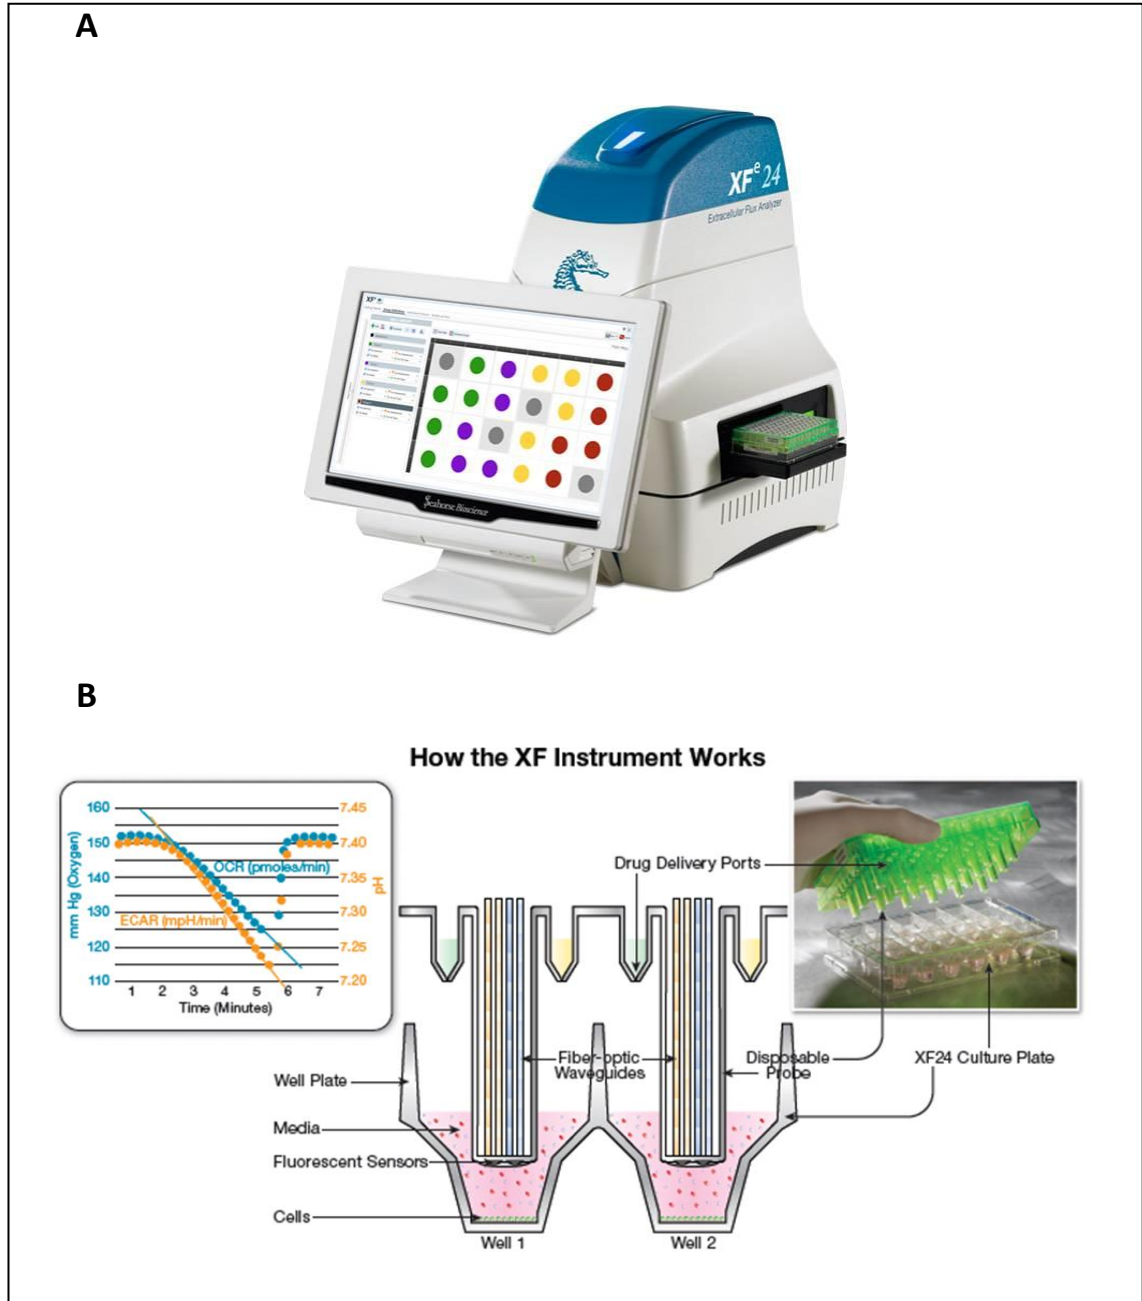 A
XFe 24
Extracellular Flux Analyzer
XFe
Seahorse Bioscience
B
How the XF Instrument Works
160
150
140
130
120
110
mm Hg (Oxygen)
7.45
7.40
7.35
7.30
7.25
7.20
pH
OCR (pmoles/min)
ECAR (mpH/min)
1 2 3 4 5 6 7
Time (Minutes)
Drug Delivery Ports
Fiber-optic
Waveguides
Disposable
Probe
XF24 Culture Plate
Well Plate
Media
Fluorescent Sensors
Cells
Well 1
Well 2